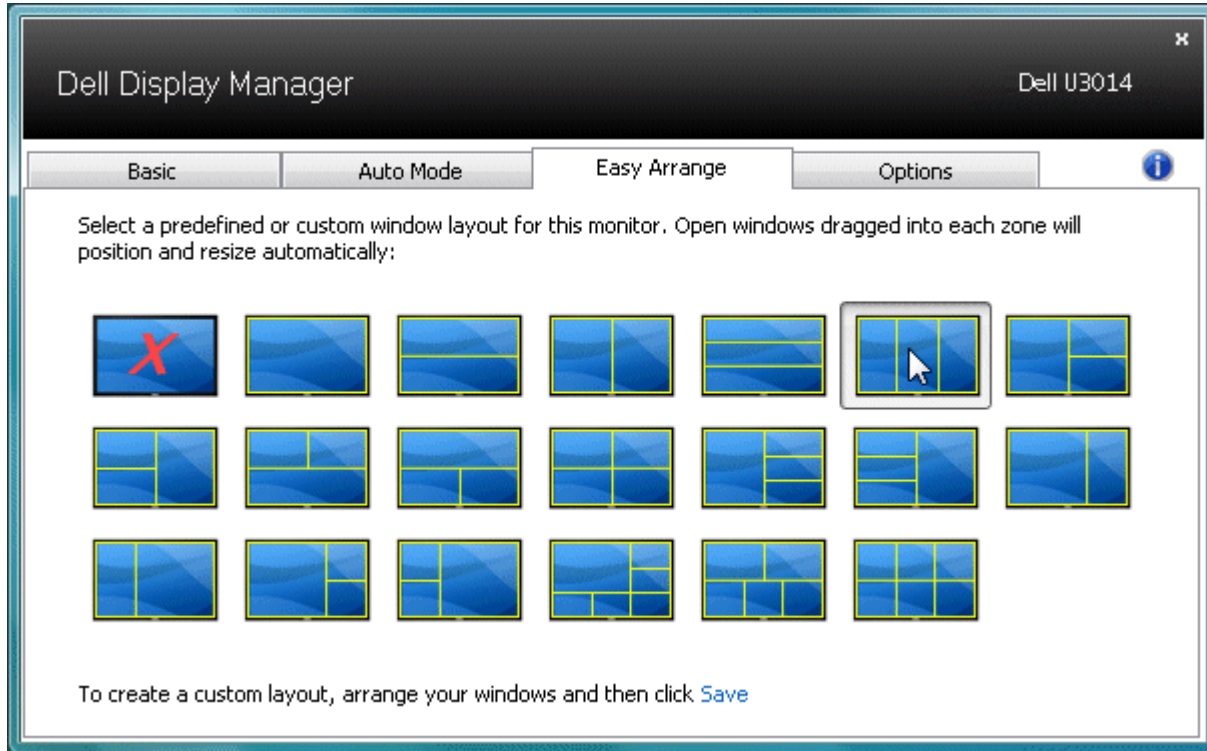 x
Dell Display Manager
Dell U3014
Basic
Auto Mode
Easy Arrange
Options
i
Select a predefined or custom window layout for this monitor. Open windows dragged into each zone will
position and resize automatically:
X
To create a custom layout, arrange your windows and then click Save